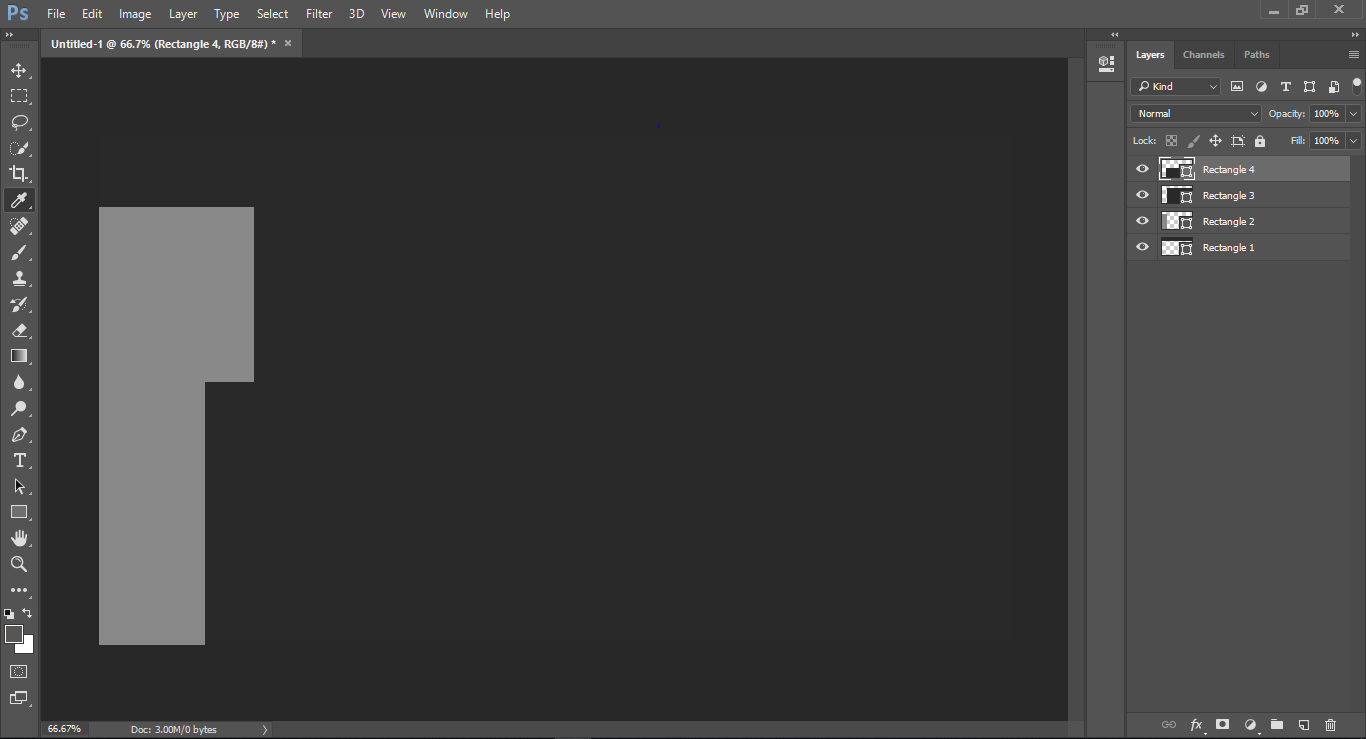 Ps File Edit Image Layer Type Select Filter 3D View Window Help
Untitled-1 @ 66.7% (Rectangle 4, RGB/8#) * ×
Layers Channels Paths
Kind
Normal Opacity: 100%
Lock: Fill: 100%
Rectangle 4
Rectangle 3
Rectangle 2
Rectangle 1
T
66.67% Doc: 3.00M/0 bytes
fx